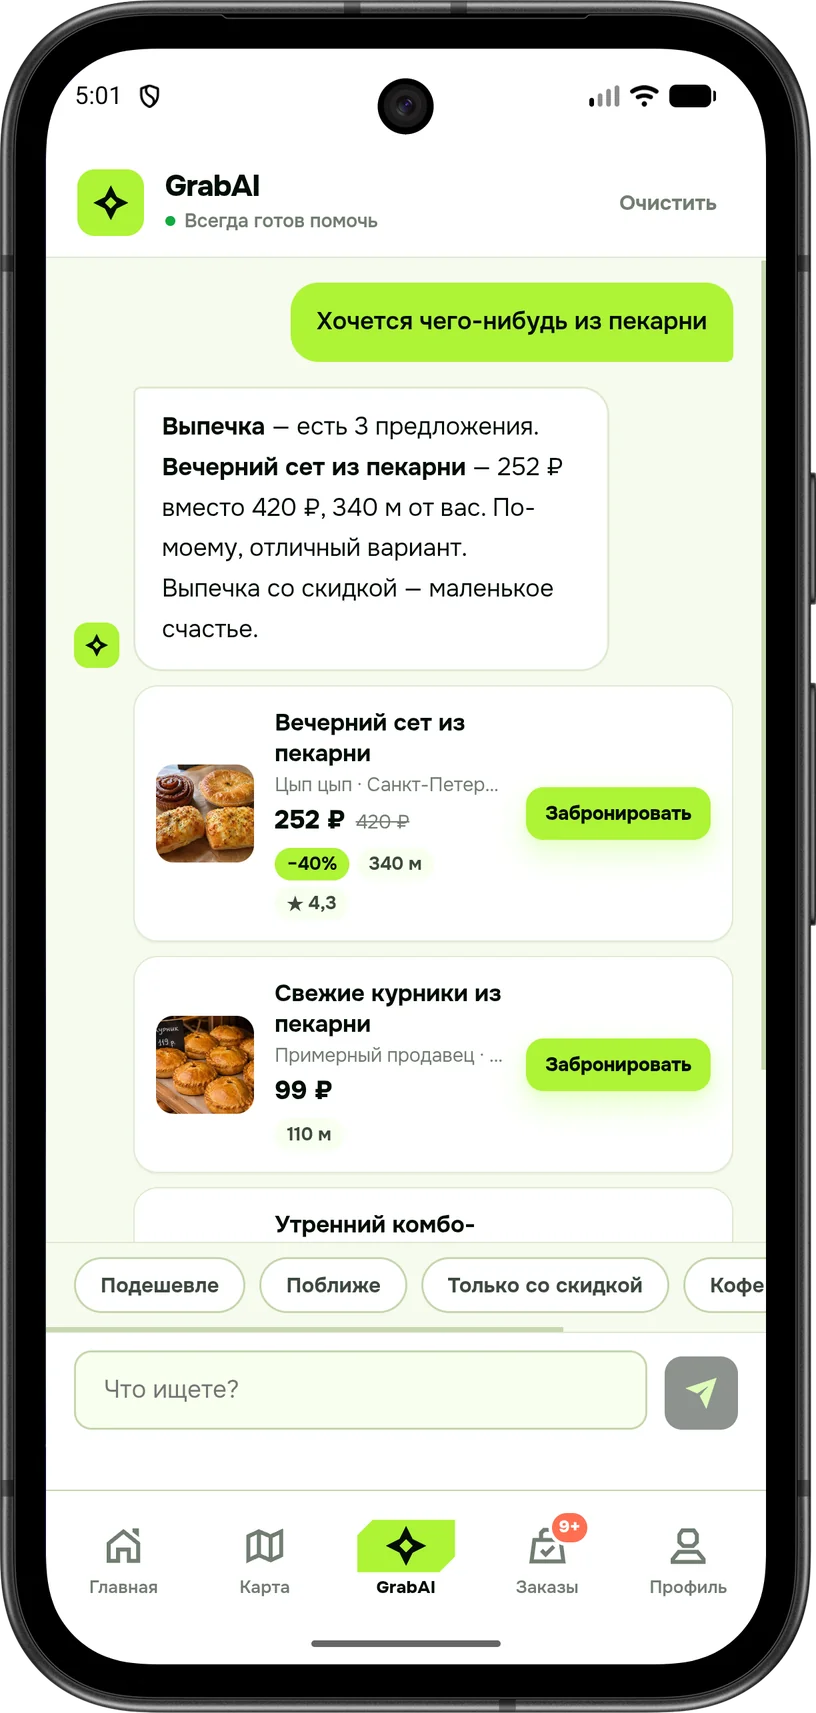 5:01
GrabAI
Всегда готов помочь
Очистить
Хочется чего-нибудь из пекарни
Выпечка — есть 3 предложения.
Вечерний сет из пекарни — 252 ₽
вместо 420 ₽, 340 м от вас. По-
моему, отличный вариант.
Выпечка со скидкой — маленькое
счастье.
Вечерний сет из
пекарни
Цып цып · Санкт-Петер...
252 ₽ 420 ₽
−40% 340 м
★ 4,3
Забронировать
Свежие курники из
пекарни
Примерный продавец · ...
99 ₽
110 м
Забронировать
Утренний комбо-
Подешевле
Поближе
Только со скидкой
Кофе
Что ищете?
9+
Главная
Карта
GrabAI
Заказы
Профиль